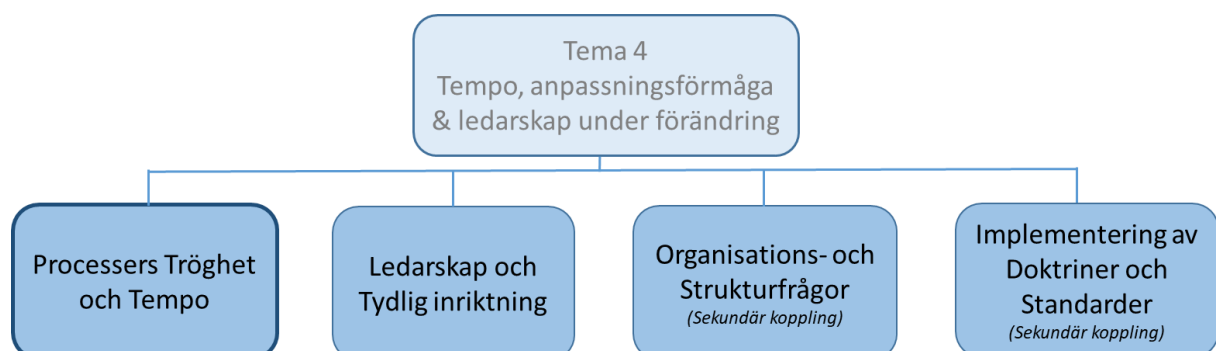 Tema 4
Tempo, anpassningsförmåga
& ledarskap under förändring
Processers Tröghet
och Tempo
Ledarskap och
Tydlig inriktning
Organisations- och
Strukturfrågor
(Sekundär koppling)
Implementering av
Doktriner och
Standarder
(Sekundär koppling)